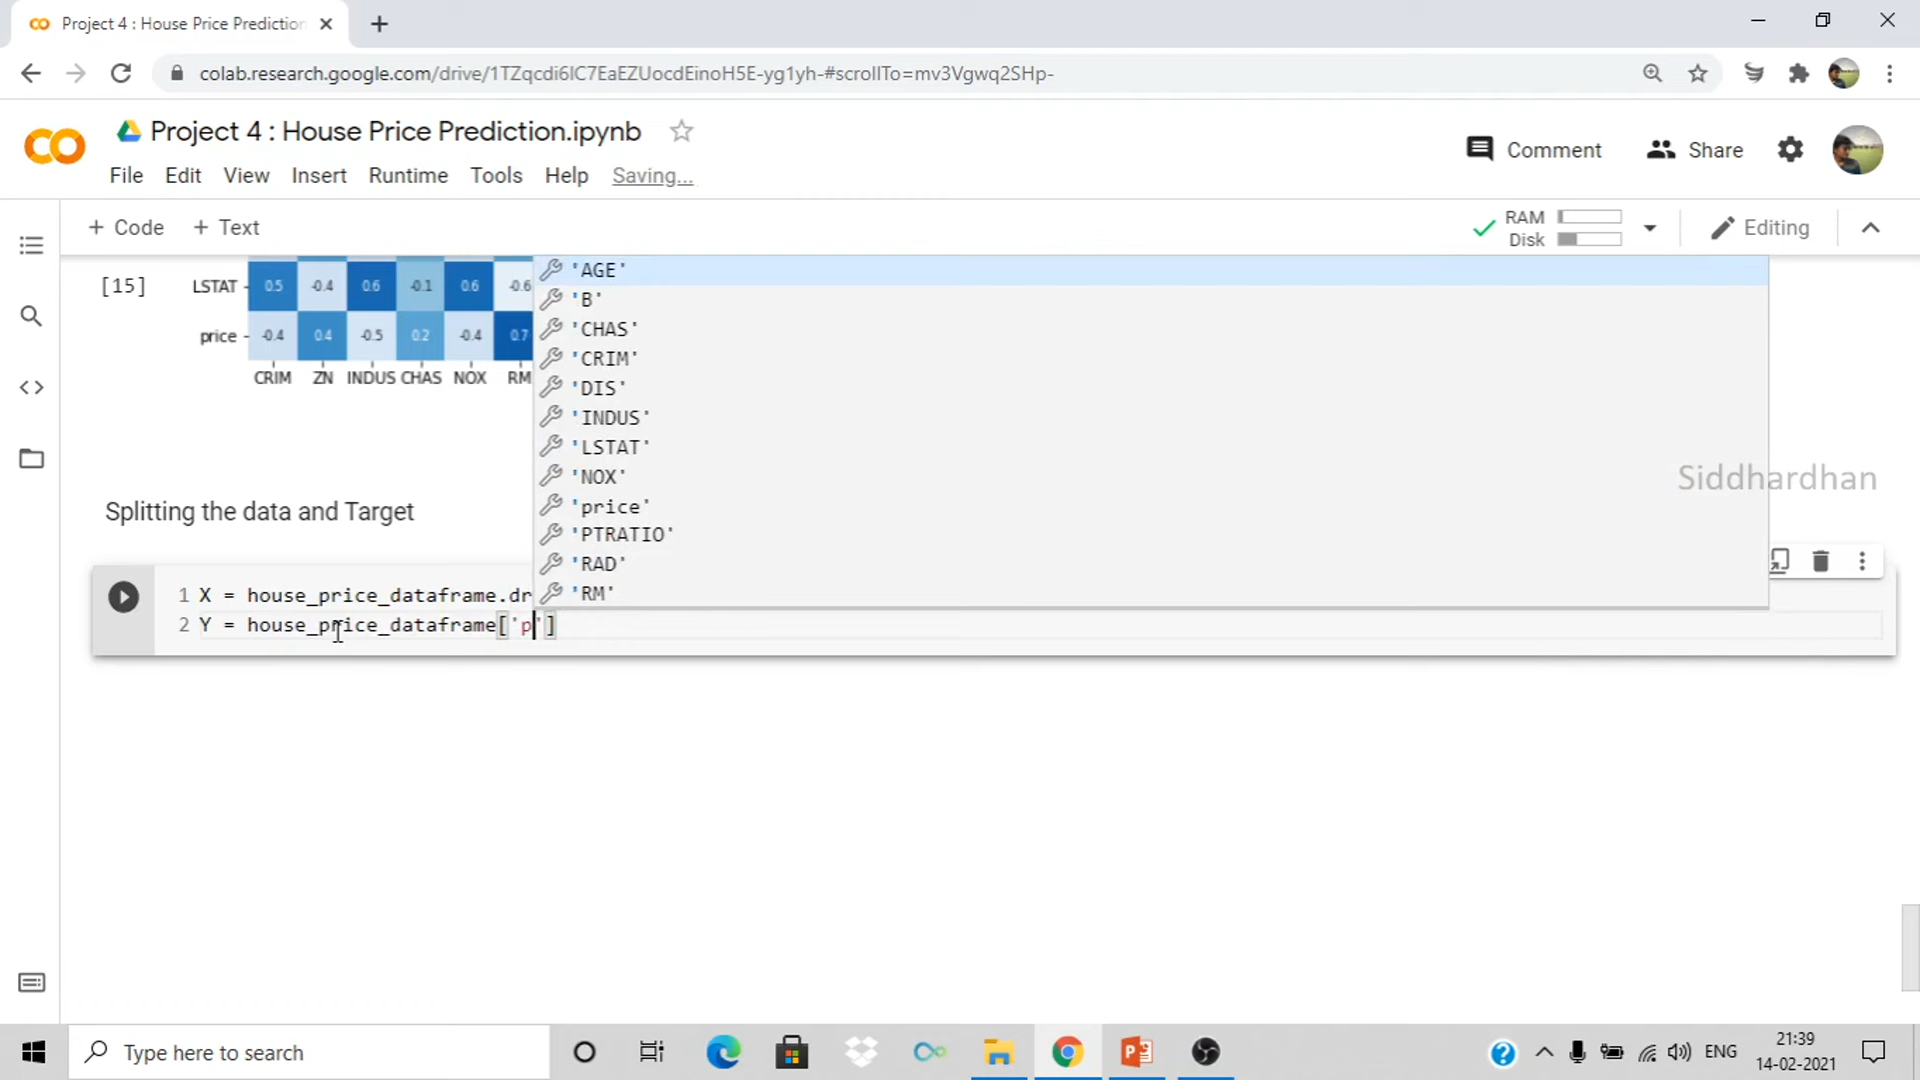 Project 4 : House Price Prediction
colab.research.google.com/drive/1TZqcdi6IC7EaEZUocdEinoH5E-yg1yh-#scrollTo=mv3Vgwq2SHp-
Project 4 : House Price Prediction.ipynb
Comment
Share
File Edit View Insert Runtime Tools Help Saving...
+ Code + Text
RAM
Disk
Editing
[15]
LSTAT - 0.5 -0.4 0.6 -0.1 0.6 -0.6
price - -0.4 0.4 -0.5 0.2 -0.4 0.7
CRIM ZN INDUS CHAS NOX RM
'AGE'
'B'
'CHAS'
'CRIM'
'DIS'
'INDUS'
'LSTAT'
'NOX'
'price'
'PTRATIO'
'RAD'
'RM'
Siddhardhan
Splitting the data and Target
1 X = house_price_dataframe.dr
2 Y = house_price_dataframe['p']
Type here to search
ENG
21:39
14-02-2021